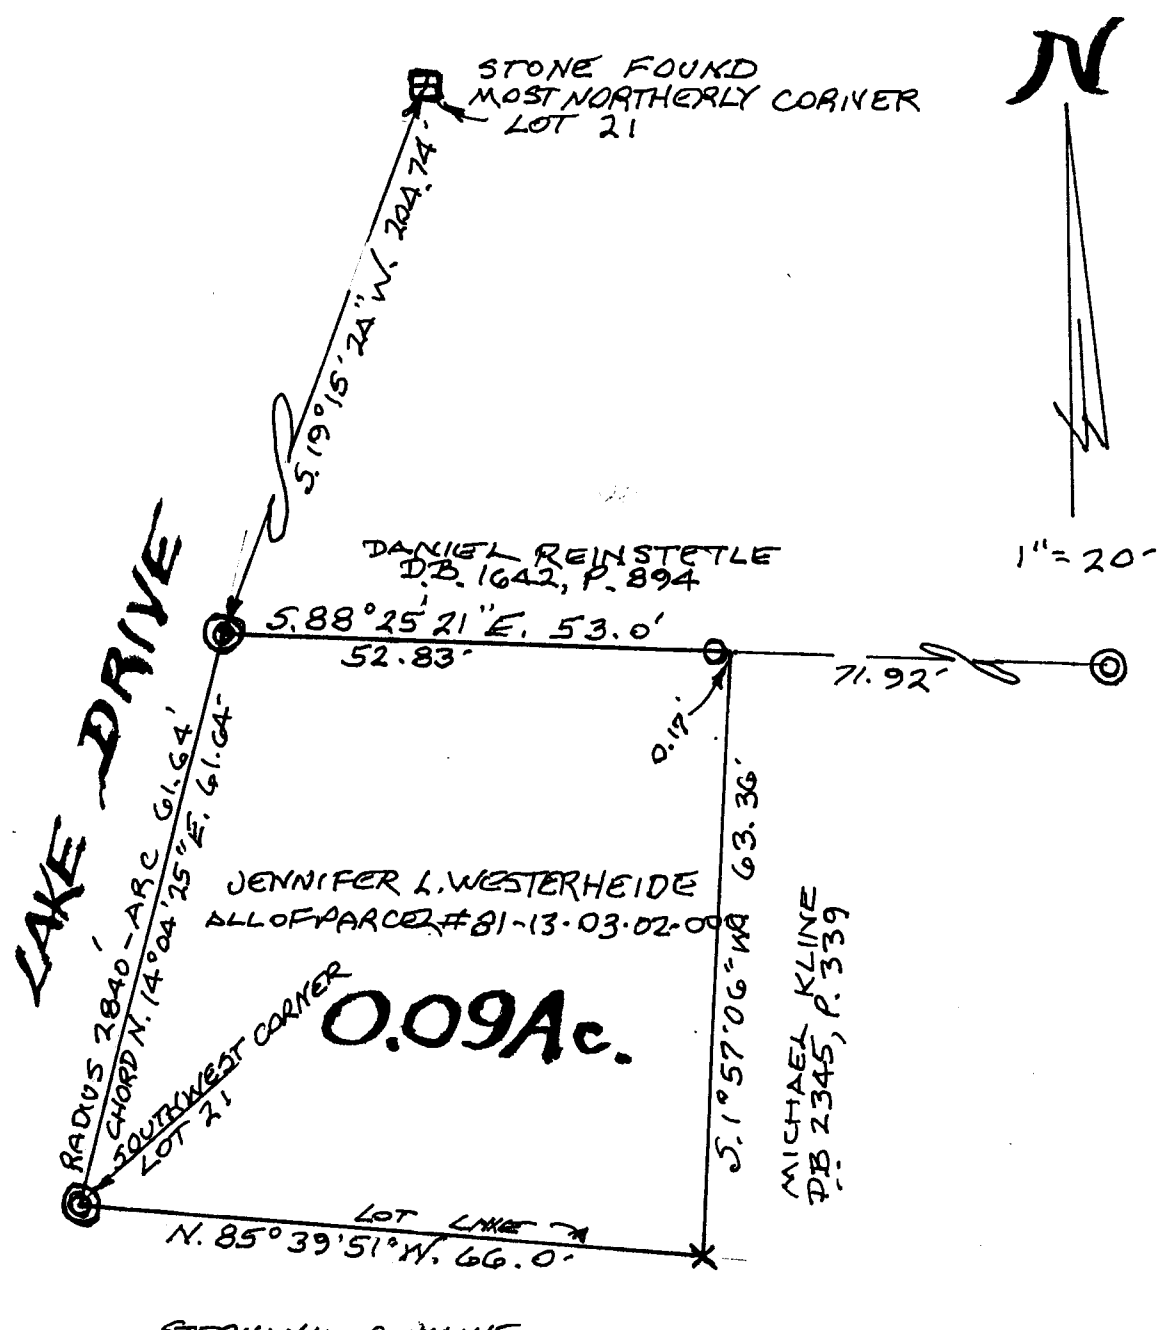 N
STONE FOUND
MOST NORTHERLY CORNER
LOT 21
S. 19° 15' 24" W. 204.74'
1" = 20'
LAKE DRIVE
DANIEL REINSTETLE
D.B. 1642, P. 894
S. 88° 25' 21" E. 53.0'
52.83'
71.92'
0.17'
RADIUS 2840' - ARC 61.64'
CHORD N. 14° 04' 25" E. 61.64'
S. 1° 57' 06" W. 63.36'
JENNIFER L. WESTERHEIDE
ALL OF PARCEL # 81-13-03-02-009
0.09 Ac.
MICHAEL KLINE
DB 2345, P. 339
SOUTHWEST CORNER
LOT 21
LOT LINE
N. 85° 39' 51" W. 66.0'